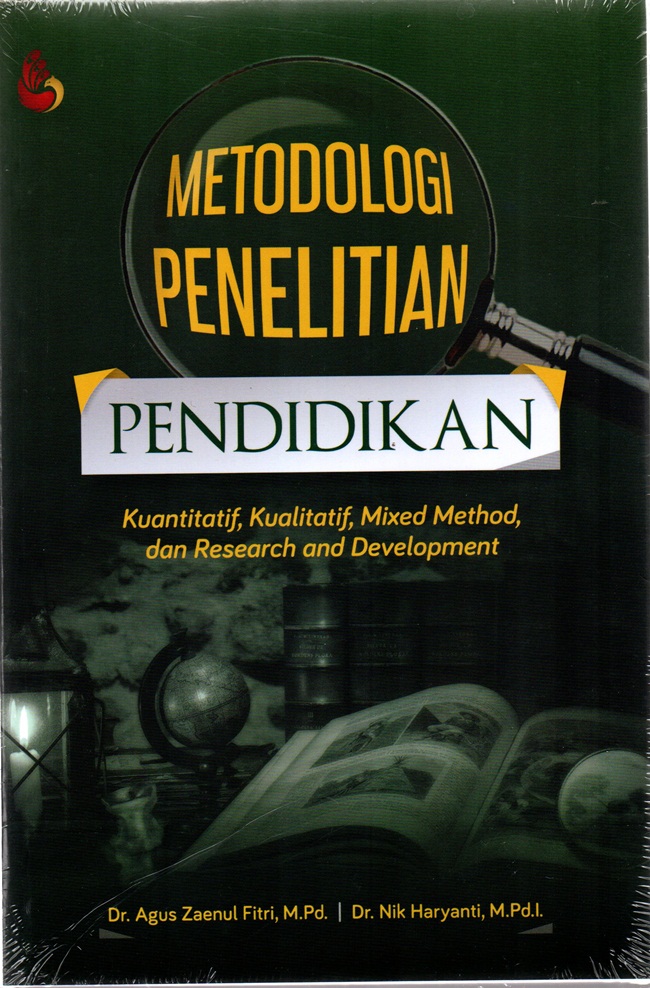 METODOLOGI
PENELITIAN
PENDIDIKAN
Kuantitatif, Kualitatif, Mixed Method,
dan Research and Development
Dr. Agus Zaenul Fitri, M.Pd. | Dr. Nik Haryanti, M.Pd.I.